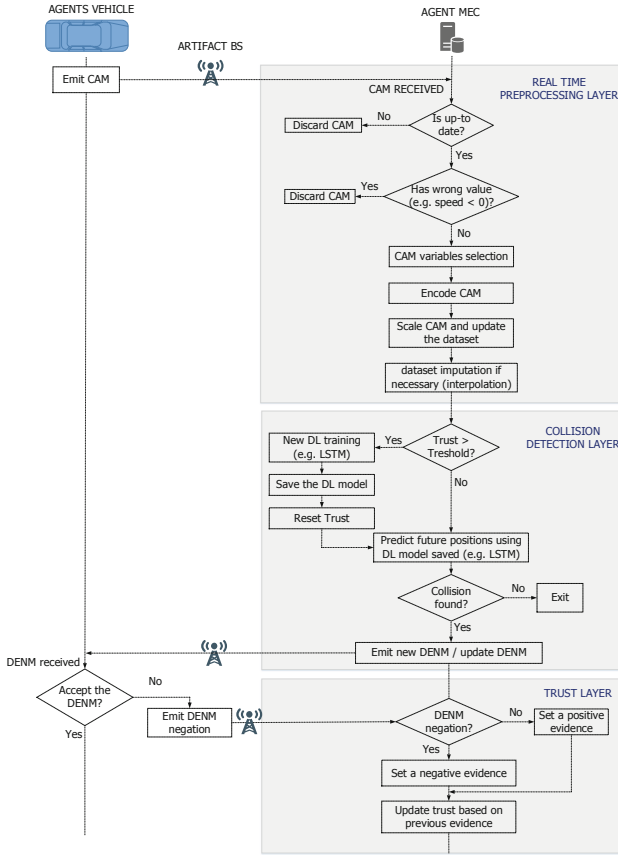 AGENTS VEHICLE
AGENT MEC
ARTIFACT BS
Emit CAM
CAM RECEIVED
REAL TIME
PREPROCESSING LAYER
Is up-to
date?
No
Discard CAM
Yes
Has wrong value
(e.g. speed < 0)?
Yes
Discard CAM
No
CAM variables selection
Encode CAM
Scale CAM and update
the dataset
dataset imputation if
necessary (interpolation)
COLLISION
DETECTION LAYER
Trust >
Treshold?
Yes
New DL training
(e.g. LSTM)
Save the DL model
Reset Trust
No
Predict future positions using
DL model saved (e.g. LSTM)
Collision
found?
No
Exit
Yes
Emit new DENM / update DENM
DENM received
Accept the
DENM?
No
Yes
Emit DENM
negation
TRUST LAYER
DENM
negation?
No
Set a positive
evidence
Yes
Set a negative evidence
Update trust based on
previous evidence